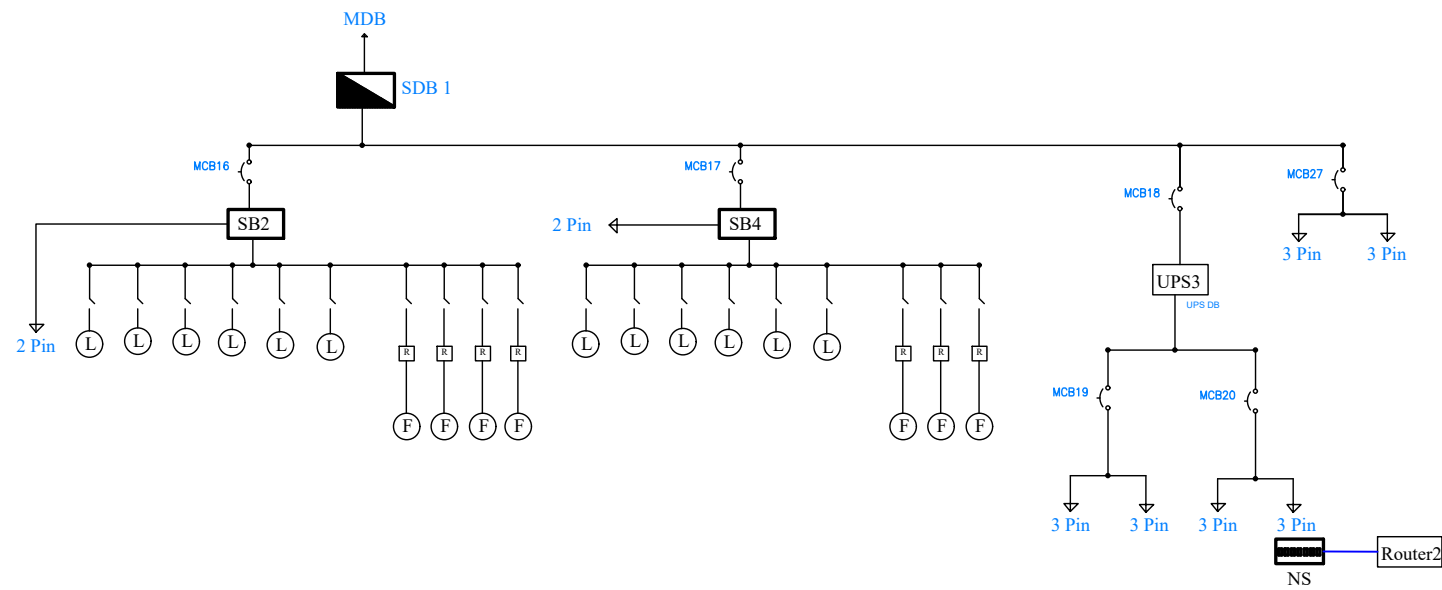 MDB
SDB 1
MCB16
MCB17
MCB18
MCB27
SB2
2 Pin
SB4
3 Pin
3 Pin
UPS3
UPS DB
L
L
L
L
L
L
L
L
L
L
L
L
2 Pin
R
R
R
R
R
R
R
MCB19
MCB20
F
F
F
F
F
F
F
3 Pin
3 Pin
3 Pin
3 Pin
Router2
NS